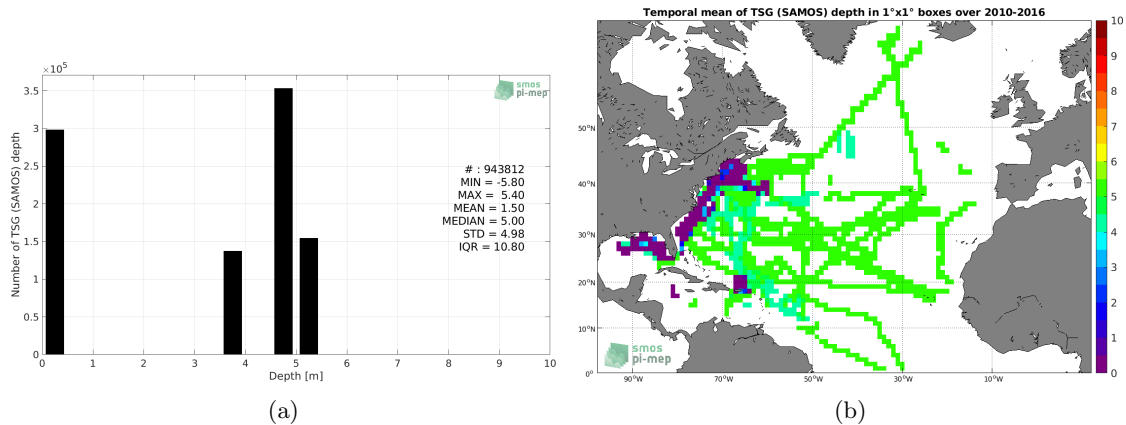 ×10⁵
3.5
3
2.5
2
1.5
1
0.5
0
0 1 2 3 4 5 6 7 8 9 10
Number of TSG (SAMOS) depth
Depth [m]
smos
pi-mep
# : 943812
MIN = -5.80
MAX = 5.40
MEAN = 1.50
MEDIAN = 5.00
STD = 4.98
IQR = 10.80
(a)
Temporal mean of TSG (SAMOS) depth in 1°x1° boxes over 2010-2016
50°N
40°N
30°N
20°N
10°N
0°
90°W 70°W 50°W 30°W 10°W
smos
pi-mep
10
9
8
7
6
5
4
3
2
1
0
(b)